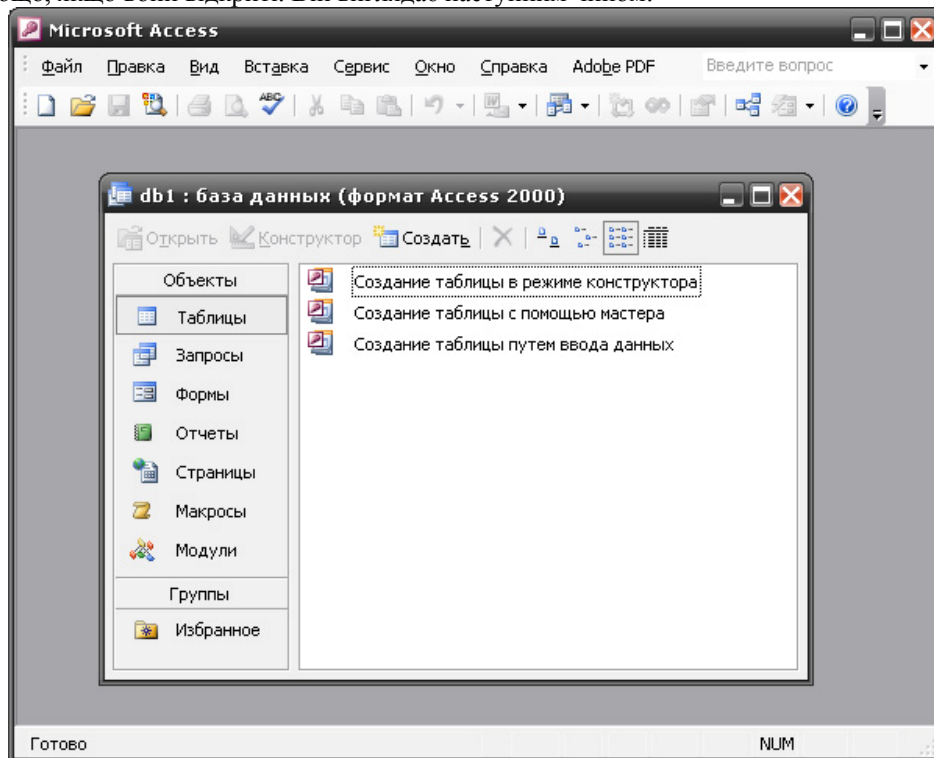 Microsoft Access
Файл Правка Вид Вставка Сервис Окно Справка Adobe PDF Введите вопрос
db1 : база данных (формат Access 2000)
Открыть Конструктор Создать
Объекты
Таблицы
Запросы
Формы
Отчеты
Страницы
Макросы
Модули
Группы
Избранное
Создание таблицы в режиме конструктора
Создание таблицы с помощью мастера
Создание таблицы путем ввода данных
Готово NUM